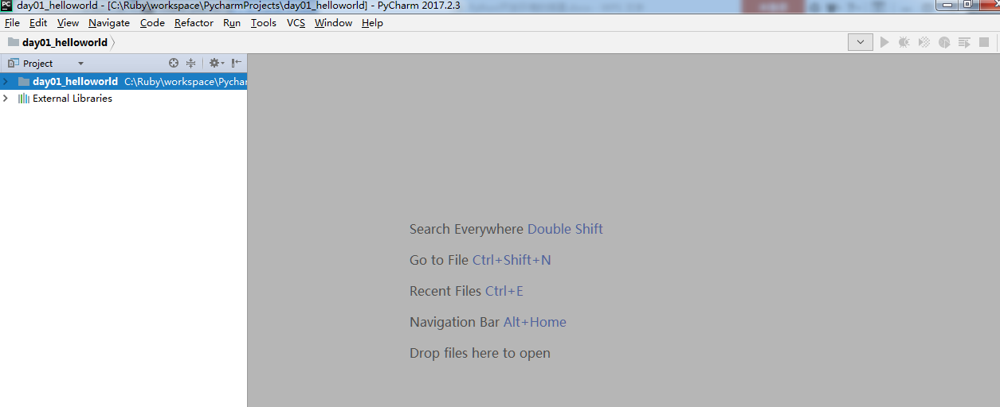 PC day01_helloworld - [C:\Ruby\workspace\PycharmProjects\day01_helloworld] - PyCharm 2017.2.3
File Edit View Navigate Code Refactor Run Tools VCS Window Help
day01_helloworld
Project
day01_helloworld C:\Ruby\workspace\Pychar
External Libraries
Search Everywhere Double Shift
Go to File Ctrl+Shift+N
Recent Files Ctrl+E
Navigation Bar Alt+Home
Drop files here to open